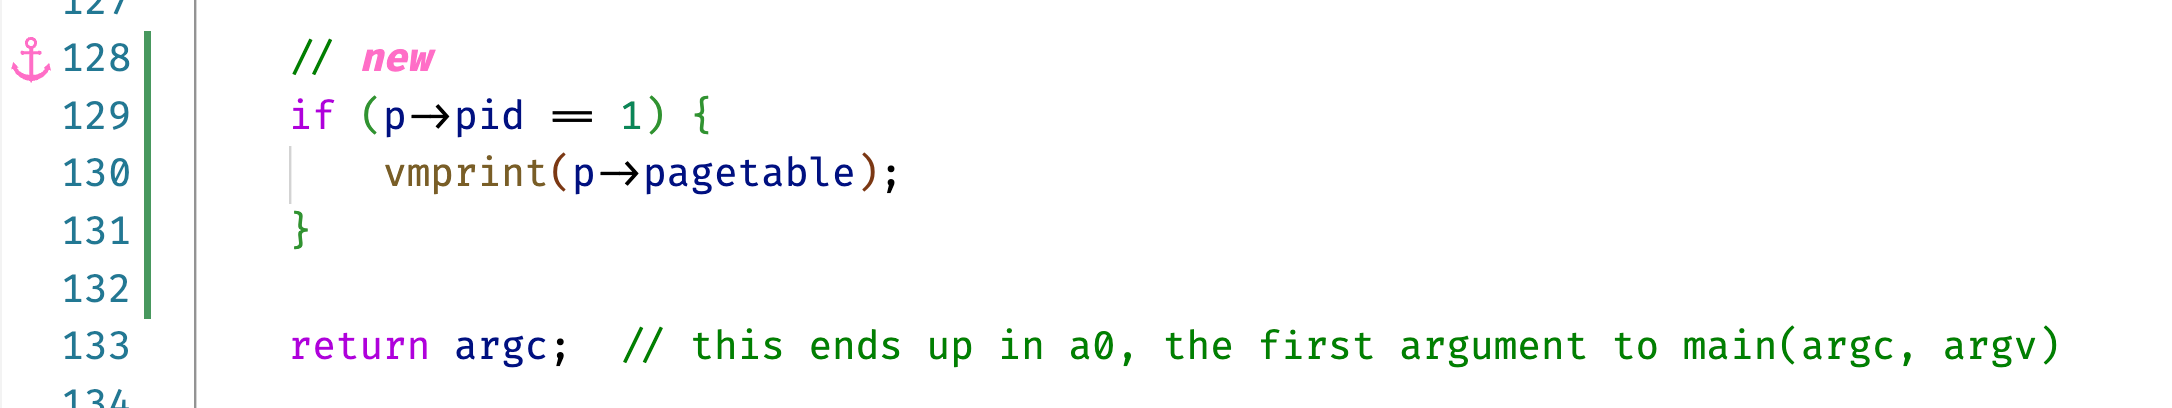 127
128 // new
129 if (p->pid == 1) {
130 vmprint(p->pagetable);
131 }
132
133 return argc; // this ends up in a0, the first argument to main(argc, argv)
134